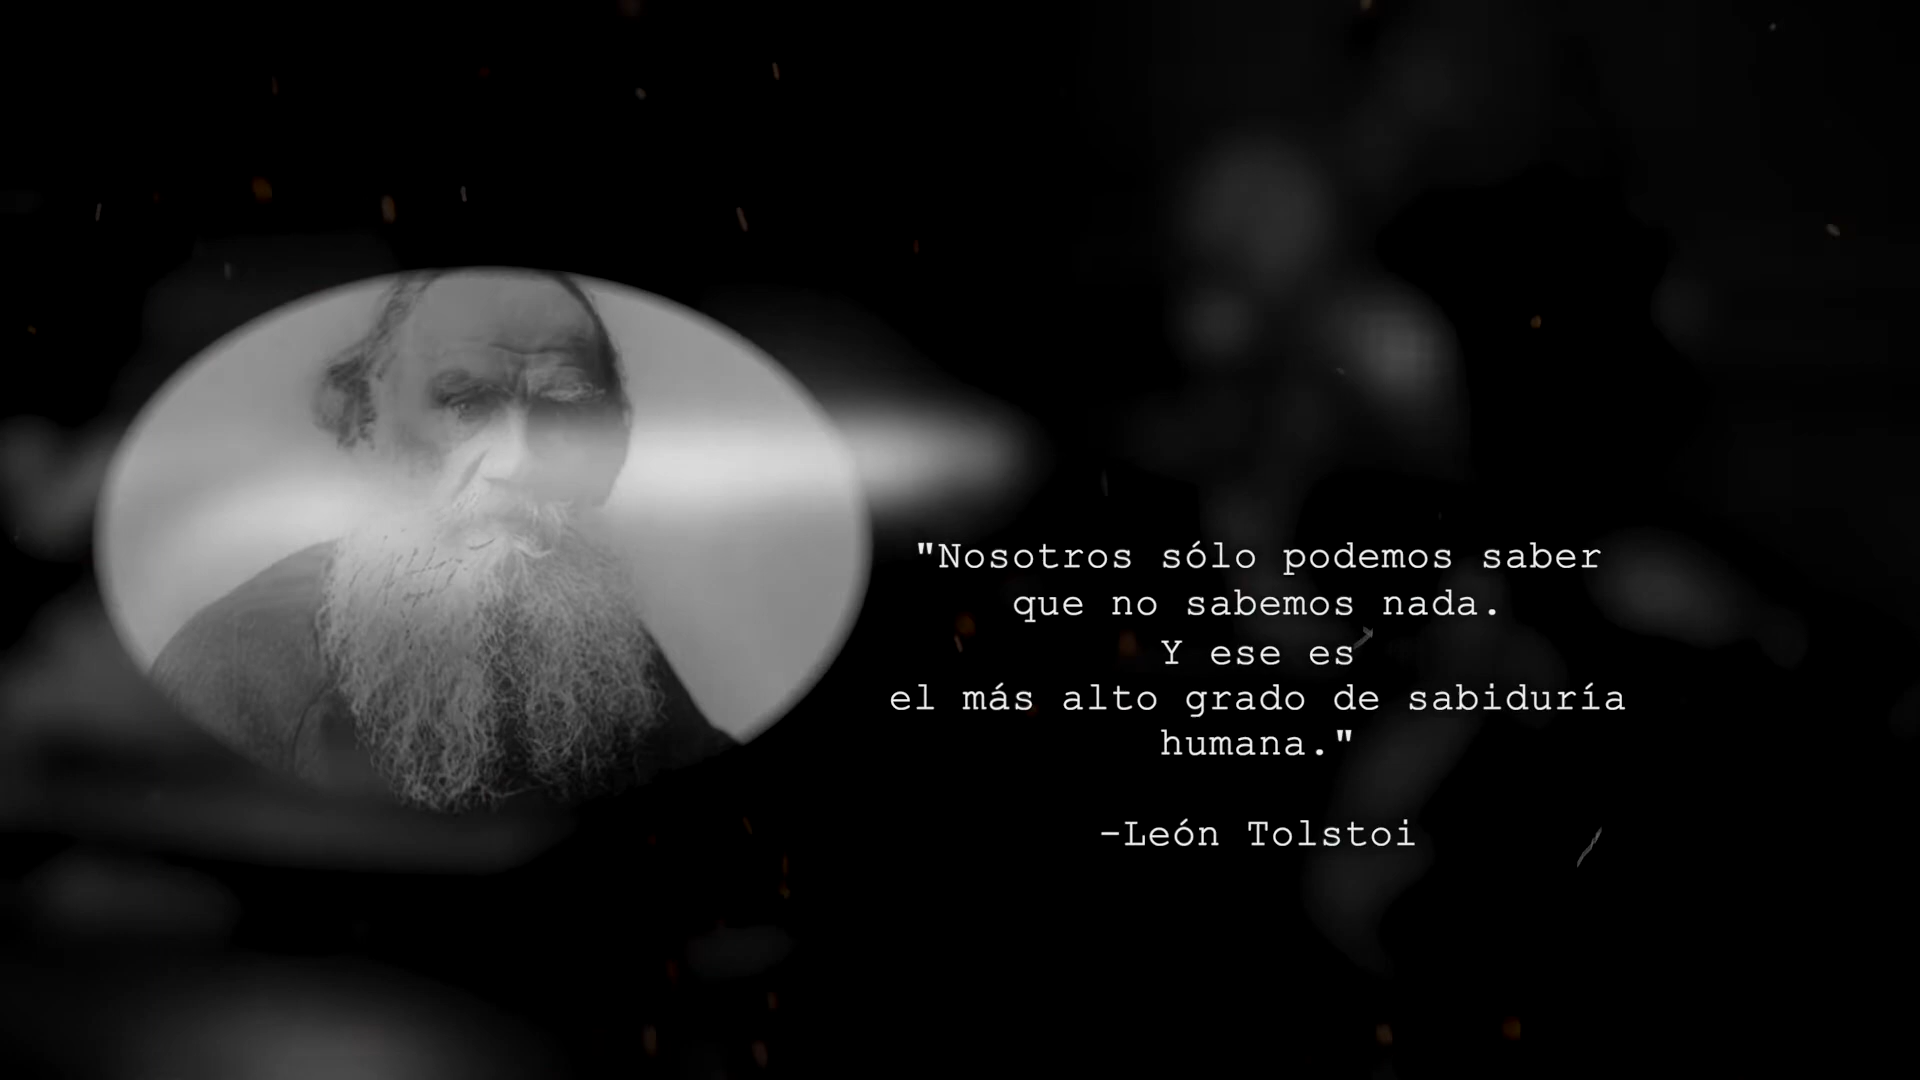 "Nosotros sólo podemos saber
que no sabemos nada.
Y ese es
el más alto grado de sabiduría
humana."
-León Tolstoi